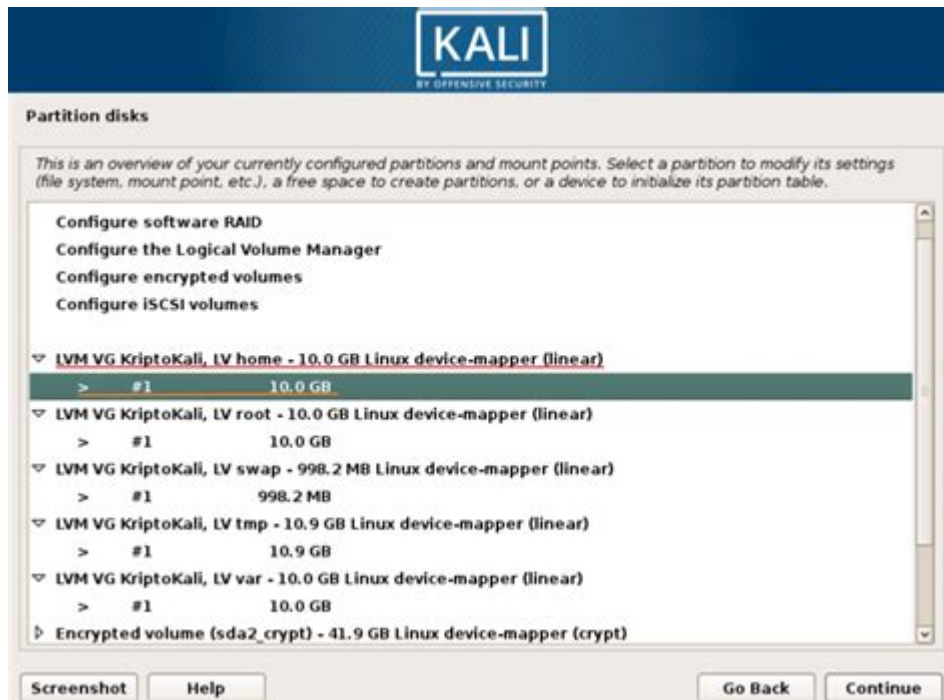 KALI
BY OFFENSIVE SECURITY
Partition disks
This is an overview of your currently configured partitions and mount points. Select a partition to modify its settings
(file system, mount point, etc.), a free space to create partitions, or a device to initialize its partition table.
Configure software RAID
Configure the Logical Volume Manager
Configure encrypted volumes
Configure iSCSI volumes
LVM VG KriptoKali, LV home - 10.0 GB Linux device-mapper (linear)
> #1 10.0 GB
LVM VG KriptoKali, LV root - 10.0 GB Linux device-mapper (linear)
> #1 10.0 GB
LVM VG KriptoKali, LV swap - 998.2 MB Linux device-mapper (linear)
> #1 998.2 MB
LVM VG KriptoKali, LV tmp - 10.9 GB Linux device-mapper (linear)
> #1 10.9 GB
LVM VG KriptoKali, LV var - 10.0 GB Linux device-mapper (linear)
> #1 10.0 GB
Encrypted volume (sda2_crypt) - 41.9 GB Linux device-mapper (crypt)
Screenshot Help Go Back Continue